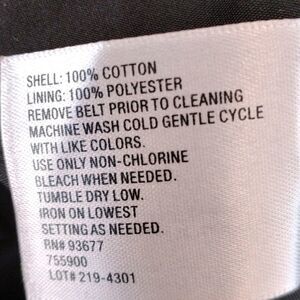 SHELL: 100% COTTON
LINING: 100% POLYESTER
REMOVE BELT PRIOR TO CLEANING
MACHINE WASH COLD GENTLE CYCLE
WITH LIKE COLORS.
USE ONLY NON-CHLORINE
BLEACH WHEN NEEDED.
TUMBLE DRY LOW.
IRON ON LOWEST
SETTING AS NEEDED.
RN# 93677
755900
LOT# 219-4301